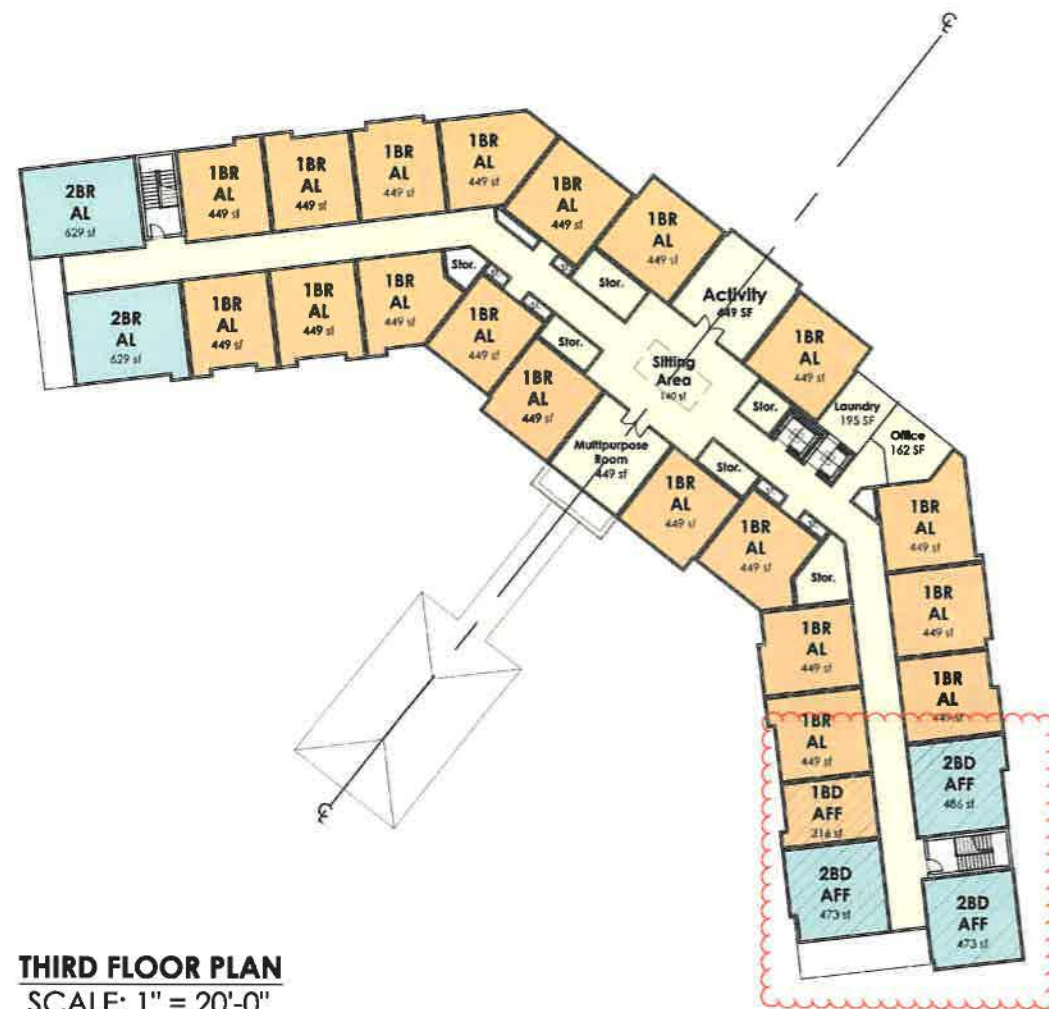 1BR
AL
449 sf
1BR
AL
449 sf
1BR
AL
449 sf
1BR
AL
449 sf
2BR
AL
629 sf
1BR
AL
449 sf
1BR
AL
449 sf
Stor.
Stor.
Activity
449 SF
2BR
AL
629 sf
1BR
AL
449 sf
1BR
AL
449 sf
1BR
AL
449 sf
1BR
AL
449 sf
Stor.
Sitting
Area
140 sf
1BR
AL
449 sf
1BR
AL
449 sf
Stor.
Laundry
195 SF
Office
162 SF
Multipurpose
Room
449 sf
Stor.
1BR
AL
449 sf
1BR
AL
449 sf
1BR
AL
449 sf
Stor.
1BR
AL
449 sf
1BR
AL
449 sf
1BR
AL
449 sf
1BR
AL
449 sf
2BD
AFF
486 sf
1BD
AFF
316 sf
2BD
AFF
473 sf
2BD
AFF
473 sf
THIRD FLOOR PLAN
SCALE: 1" = 20'-0"